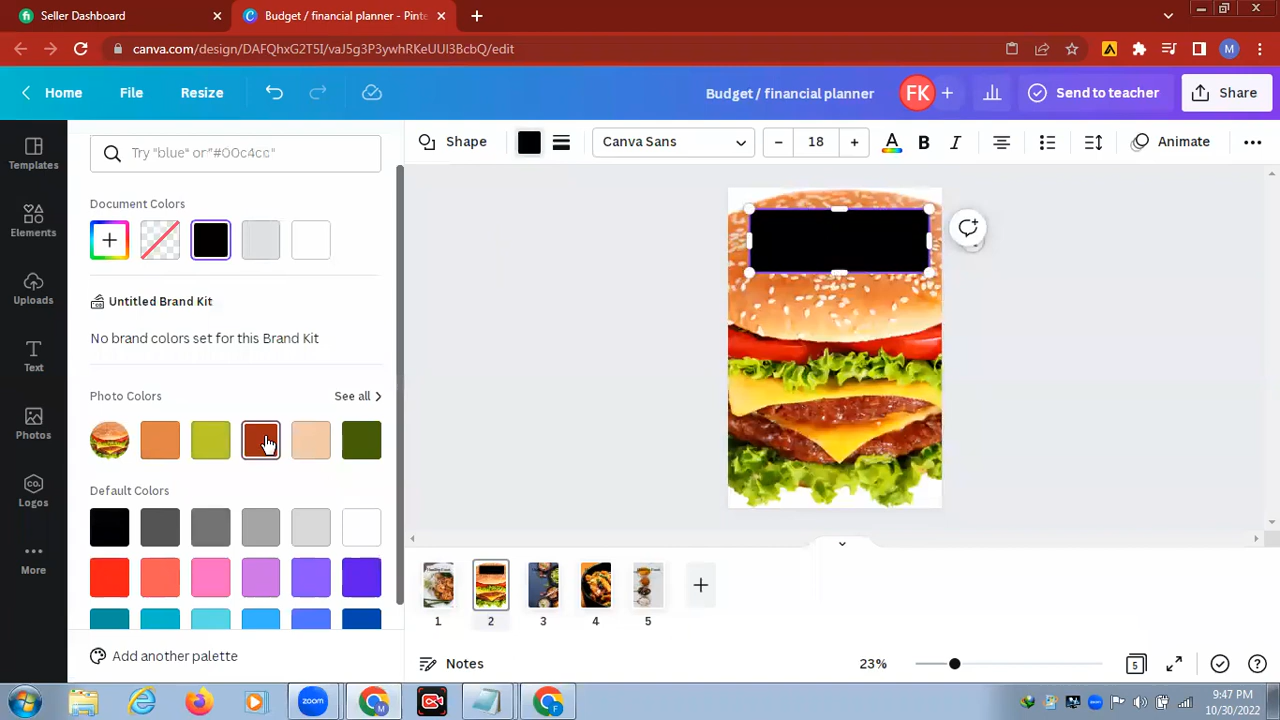 Seller Dashboard
Budget / financial planner - Pint
canva.com/design/DAFQhxG2T5I/vaJ5g3P3ywhRKeUUI3BcbQ/edit
M
Home
File
Resize
Budget / financial planner
FK
Send to teacher
Share
Templates
Elements
Uploads
Text
Photos
Logos
More
Try "blue" or "#00c4cc"
Shape
Canva Sans
18
A
B
I
Animate
Document Colors
Untitled Brand Kit
No brand colors set for this Brand Kit
Photo Colors
See all
Default Colors
Add another palette
1
2
3
4
5
Notes
23%
5
zoom
9:47 PM
10/30/2022